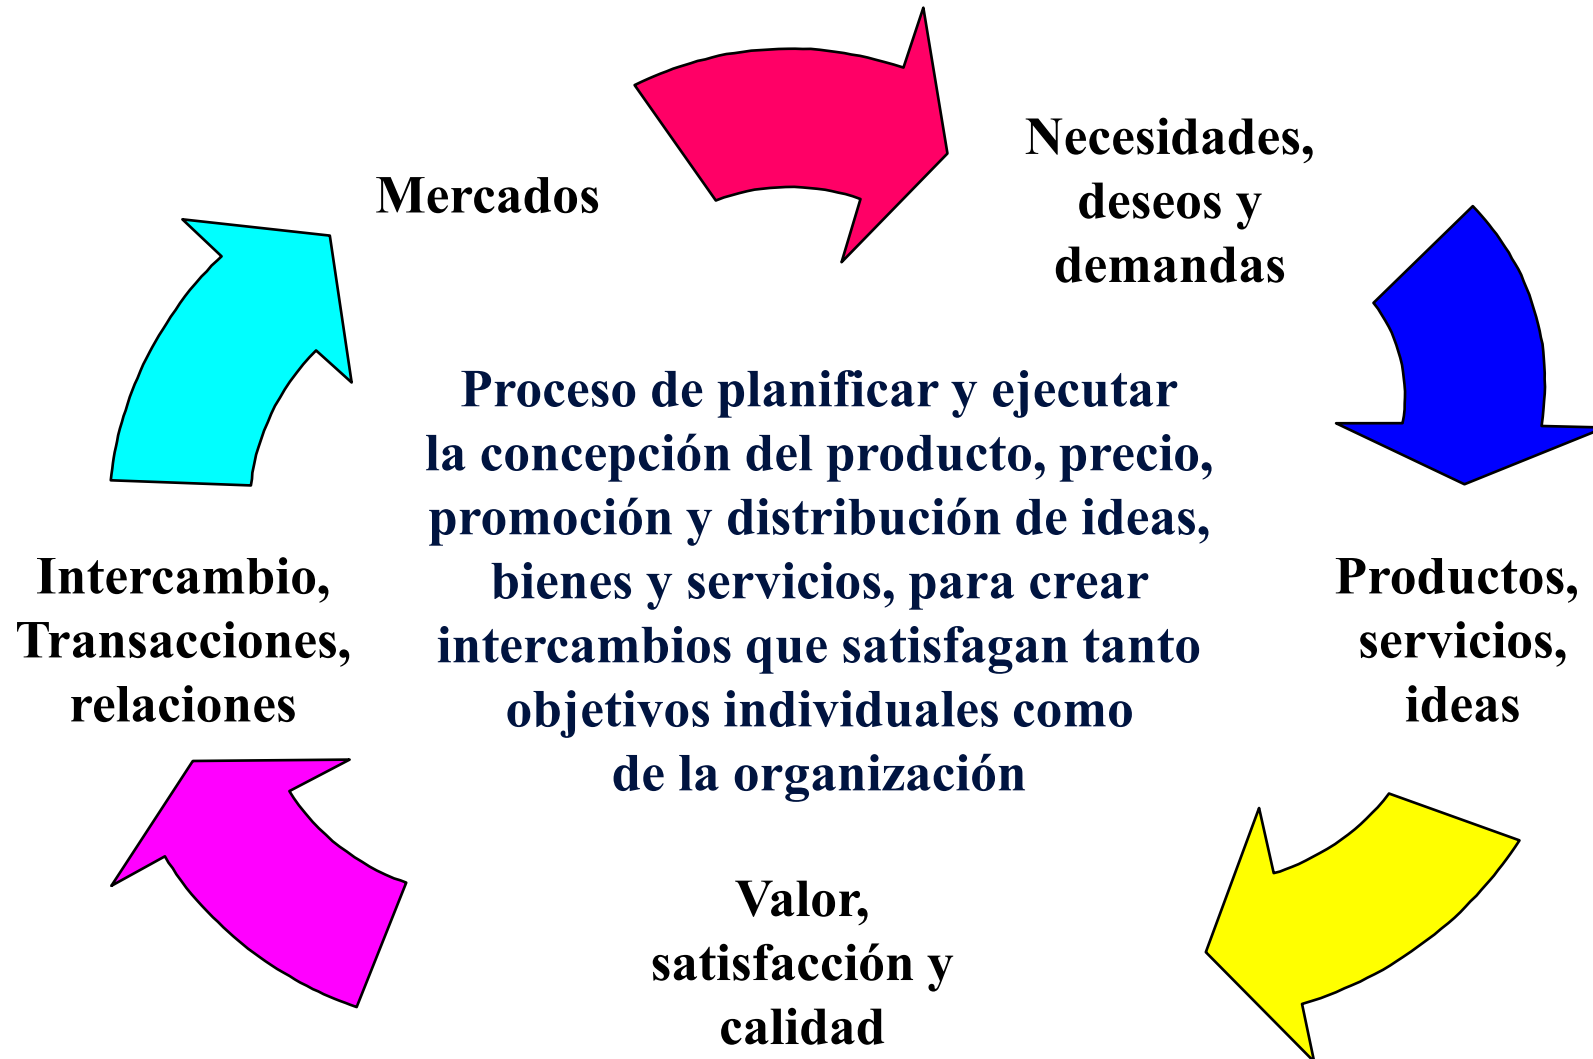 Mercados
Necesidades,
deseos y
demandas
Proceso de planificar y ejecutar
la concepción del producto, precio,
promoción y distribución de ideas,
bienes y servicios, para crear
intercambios que satisfagan tanto
objetivos individuales como
de la organización
Intercambio,
Transacciones,
relaciones
Productos,
servicios,
ideas
Valor,
satisfacción y
calidad